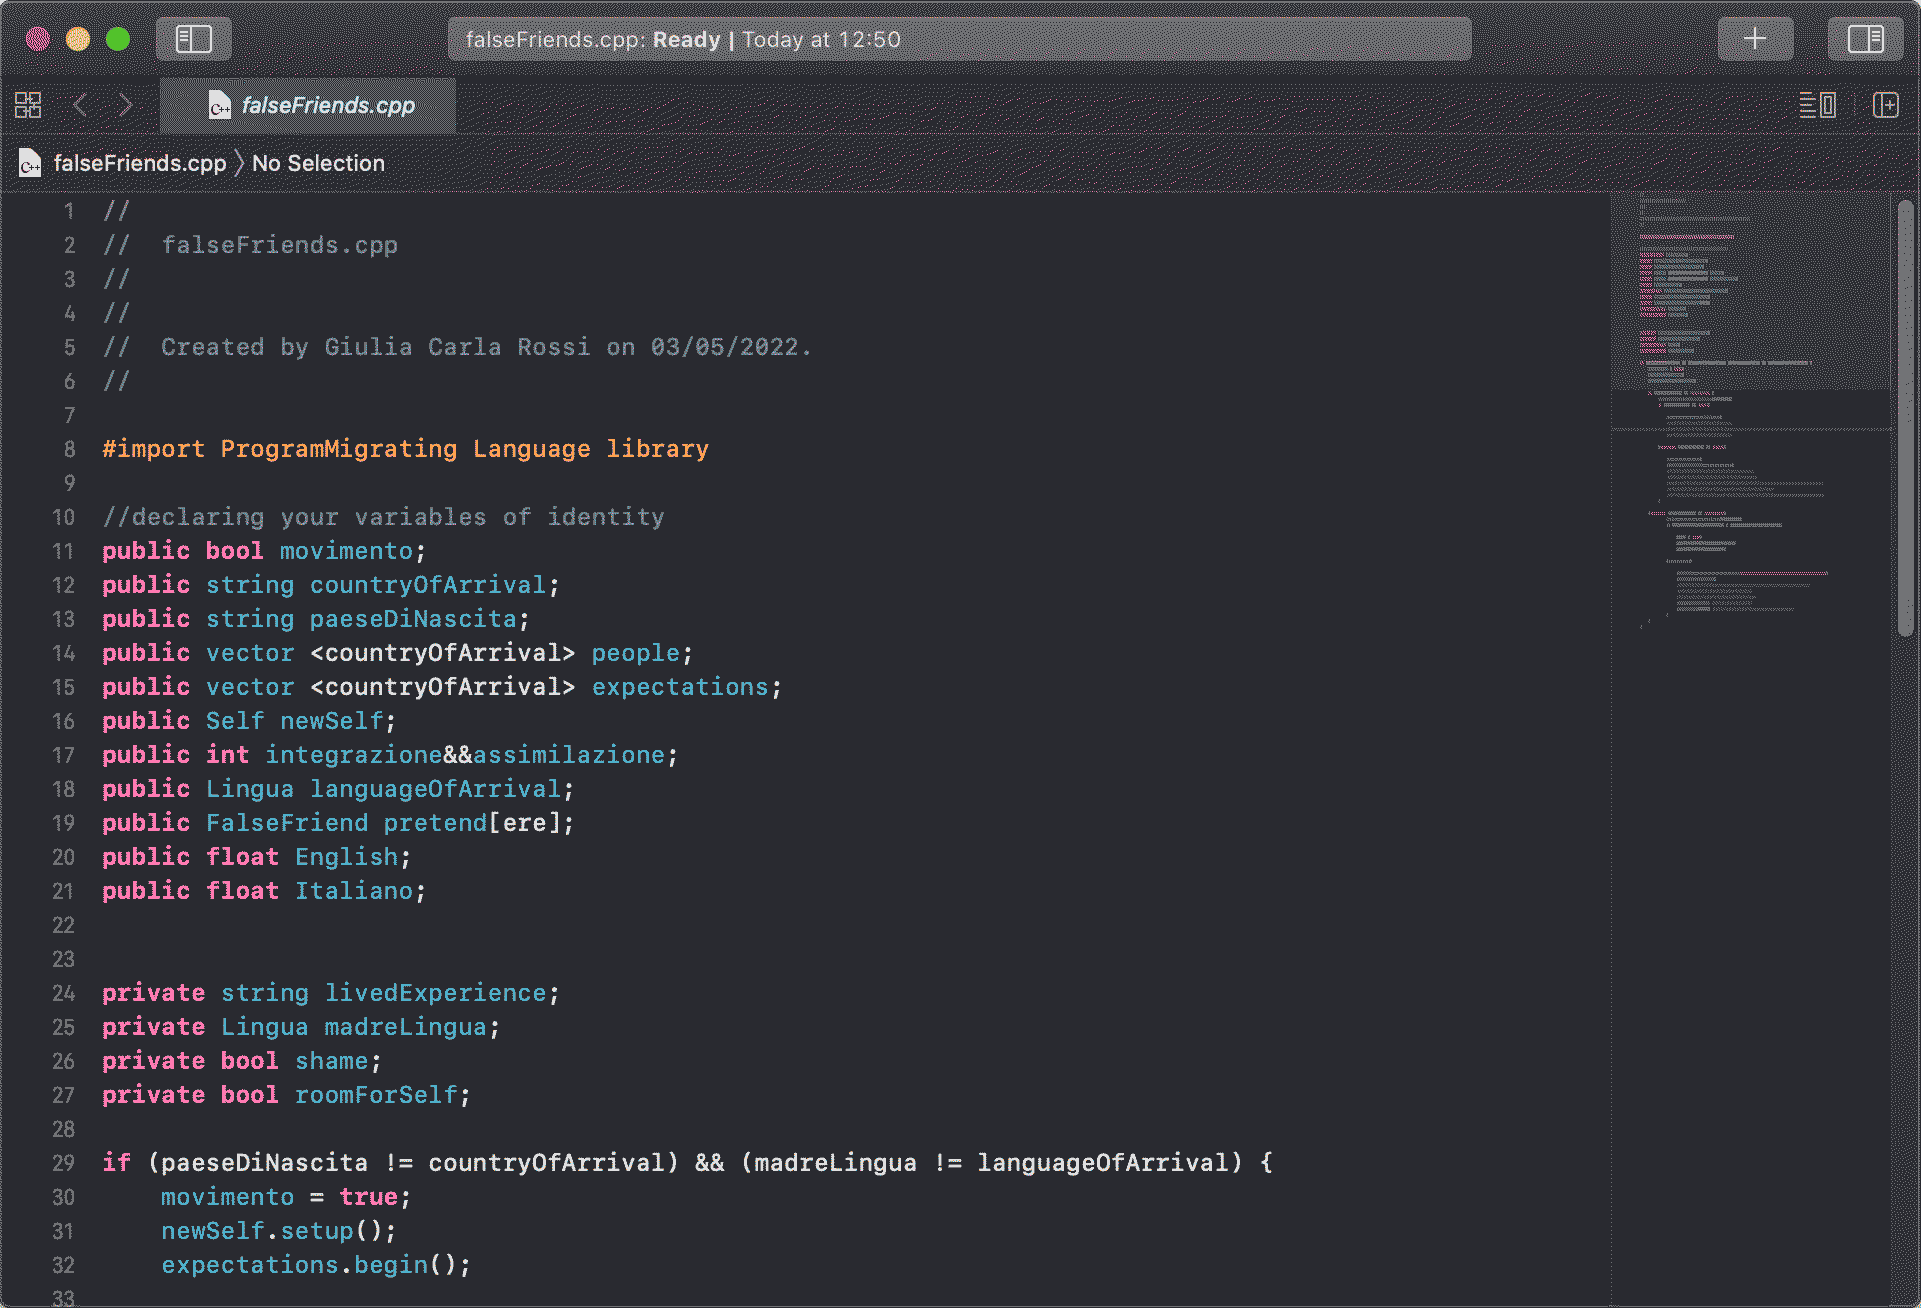 falseFriends.cpp: Ready | Today at 12:50
C++ falseFriends.cpp
C++ falseFriends.cpp 〉 No Selection
1 //
2 //  falseFriends.cpp
3 //
4 //
5 //  Created by Giulia Carla Rossi on 03/05/2022.
6 //
7
8 #import ProgramMigrating Language library
9
10 //declaring your variables of identity
11 public bool movimento;
12 public string countryOfArrival;
13 public string paeseDiNascita;
14 public vector <countryOfArrival> people;
15 public vector <countryOfArrival> expectations;
16 public Self newSelf;
17 public int integrazione&&assimilazione;
18 public Lingua languageOfArrival;
19 public FalseFriend pretend[ere];
20 public float English;
21 public float Italiano;
22
23
24 private string livedExperience;
25 private Lingua madreLingua;
26 private bool shame;
27 private bool roomForSelf;
28
29 if (paeseDiNascita != countryOfArrival) && (madreLingua != languageOfArrival) {
30     movimento = true;
31     newSelf.setup();
32     expectations.begin();
33